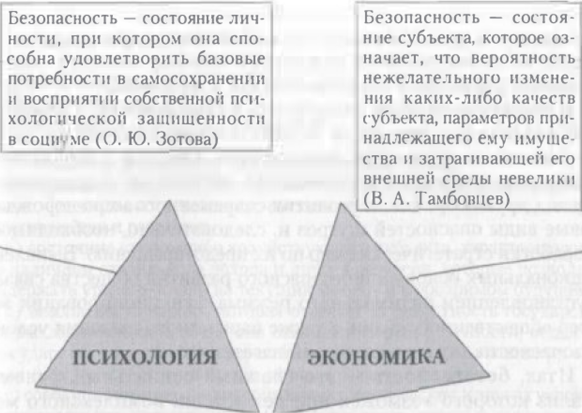 Безопасность — состояние лич-
ности, при котором она спо-
собна удовлетворить базовые
потребности в самосохранении
и восприятии собственной пси-
хологической защищенности
в социуме (О. Ю. Зотова)
Безопасность — состоя-
ние субъекта, которое оз-
начает, что вероятность
нежелательного измене-
ния каких-либо качеств
субъекта, параметров при-
надлежащего ему имуще-
ства и затрагивающей его
внешней среды невелики
(В. А. Тамбовцев)
ПСИХОЛОГИЯ
ЭКОНОМИКА